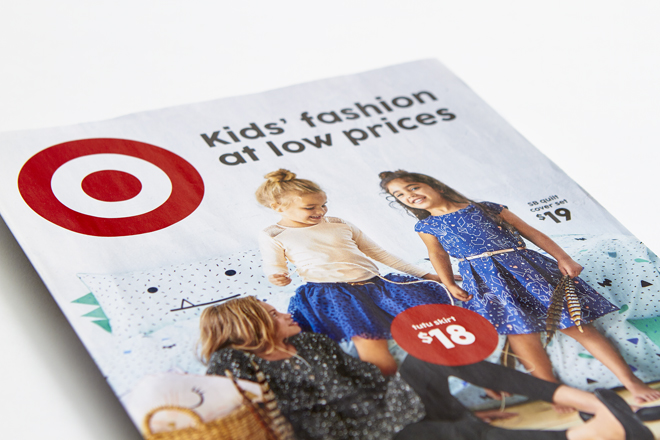 Kids' fashion
at low prices
SB quilt
cover set
$19
tutu skirt
$18